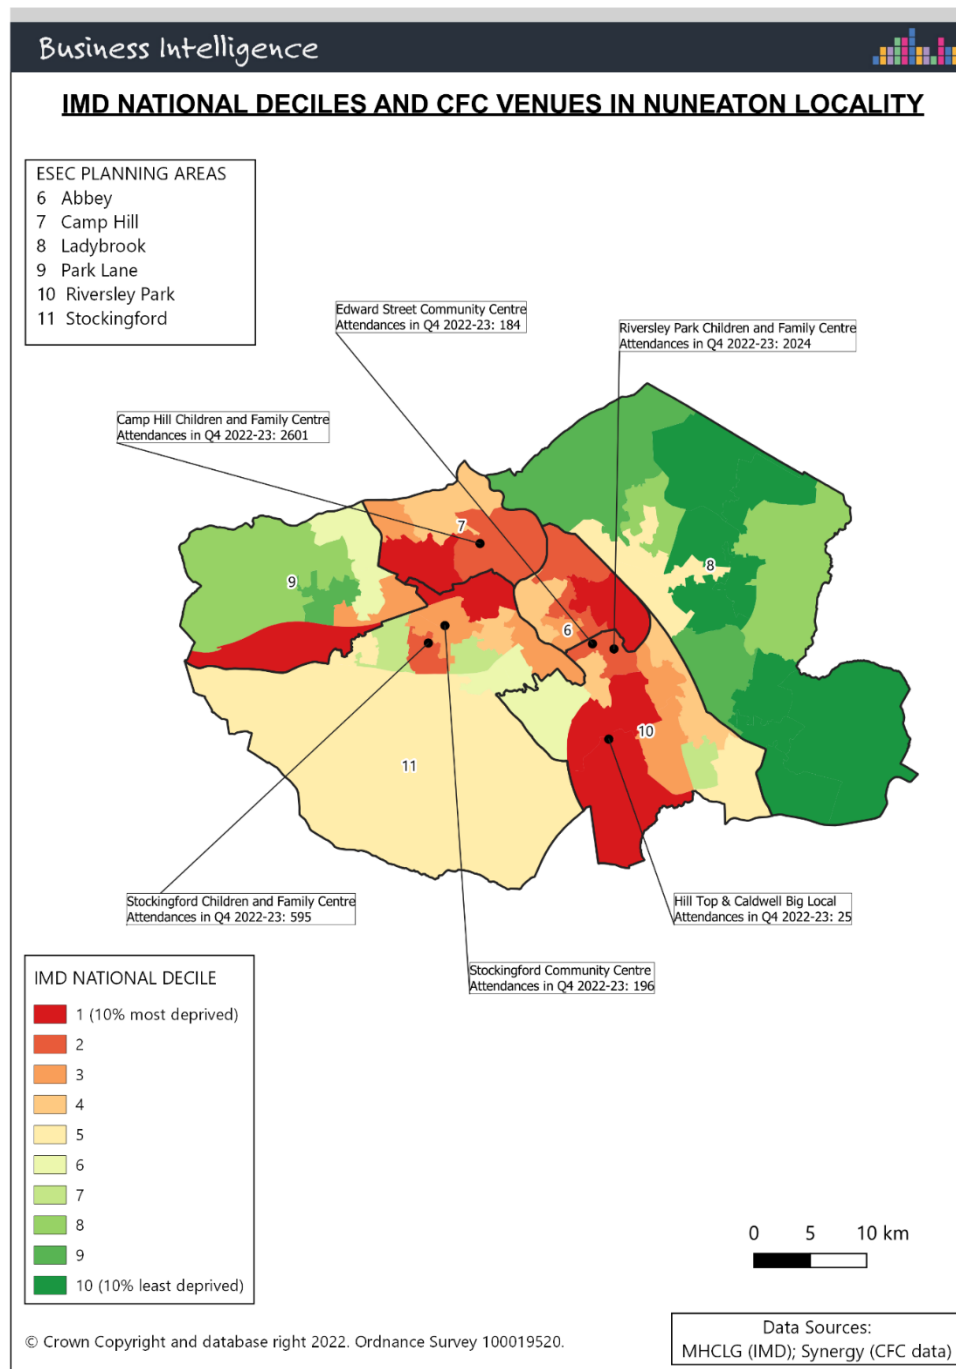 Business Intelligence
IMD NATIONAL DECILES AND CFC VENUES IN NUNEATON LOCALITY
ESEC PLANNING AREAS
6 Abbey
7 Camp Hill
8 Ladybrook
9 Park Lane
10 Riversley Park
11 Stockingford
Edward Street Community Centre
Attendances in Q4 2022-23: 184
Riversley Park Children and Family Centre
Attendances in Q4 2022-23: 2024
Camp Hill Children and Family Centre
Attendances in Q4 2022-23: 2601
7
8
9
6
10
11
Stockingford Children and Family Centre
Attendances in Q4 2022-23: 595
Hill Top & Caldwell Big Local
Attendances in Q4 2022-23: 25
Stockingford Community Centre
Attendances in Q4 2022-23: 196
IMD NATIONAL DECILE
1 (10% most deprived)
2
3
4
5
6
7
8
9
10 (10% least deprived)
0 5 10 km
© Crown Copyright and database right 2022. Ordnance Survey 100019520.
Data Sources:
MHCLG (IMD); Synergy (CFC data)